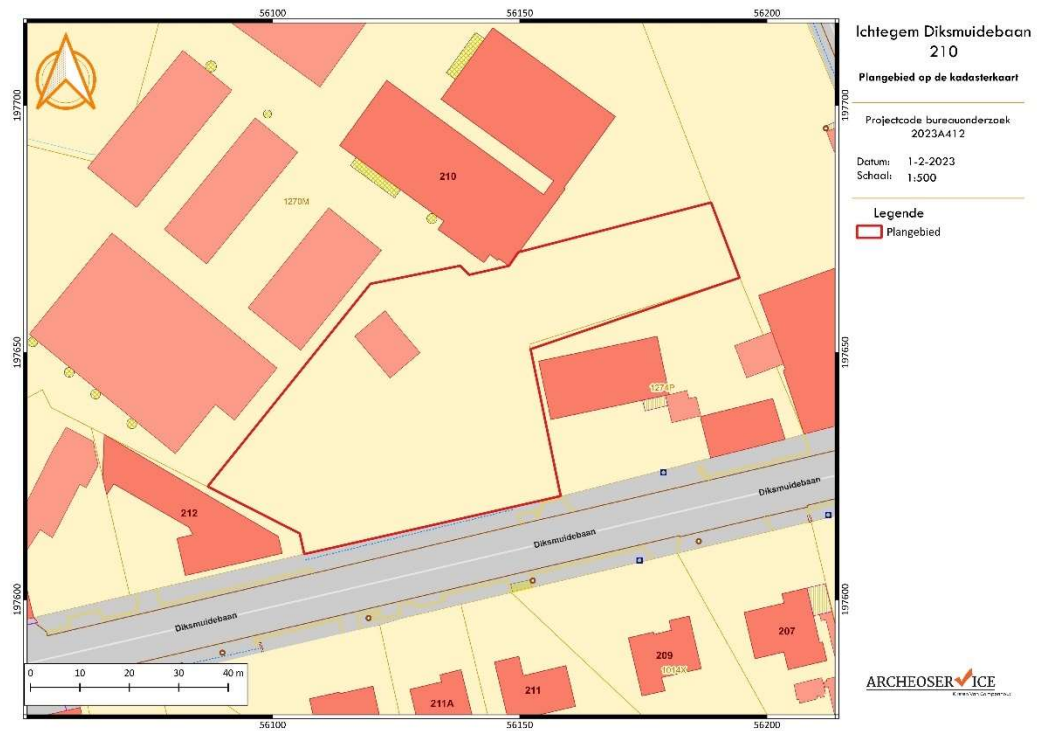 56100 56150 56200
197700
197650
197600
197700
197650
197600
56100 56150 56200
210
1270M
1274P
212
Diksmuidebaan
Diksmuidebaan
Diksmuidebaan
207
209
1014X
211
211A
0 10 20 30 40 m
Ichtegem Diksmuidebaan
210
Plangebied op de kadasterkaart
Projectcode bureauonderzoek
2023A412
Datum: 1-2-2023
Schaal: 1:500
Legende
Plangebied
ARCHEOSERVICE